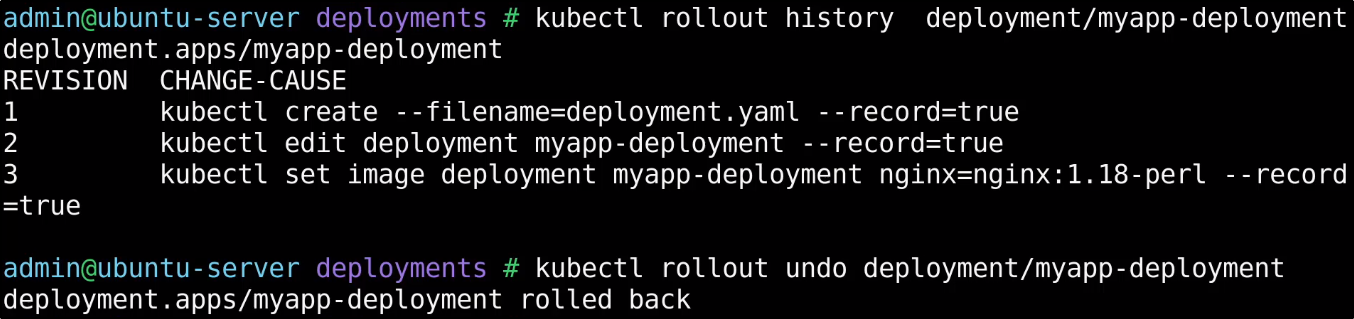 admin@ubuntu-server deployments # kubectl rollout history  deployment/myapp-deployment
deployment.apps/myapp-deployment
REVISION  CHANGE-CAUSE
1         kubectl create --filename=deployment.yaml --record=true
2         kubectl edit deployment myapp-deployment --record=true
3         kubectl set image deployment myapp-deployment nginx=nginx:1.18-perl --record
=true
admin@ubuntu-server deployments # kubectl rollout undo deployment/myapp-deployment
deployment.apps/myapp-deployment rolled back